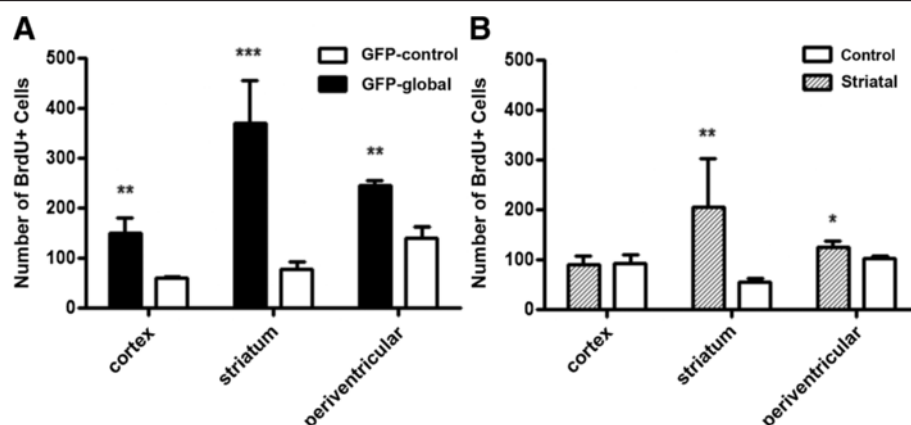 A
B
***
GFP-control
GFP-global
**
**
Number of BrdU+ Cells
500
400
300
200
100
0
cortex
striatum
periventricular
Control
Striatal
**
*
Number of BrdU+ Cells
500
400
300
200
100
0
cortex
striatum
periventricular